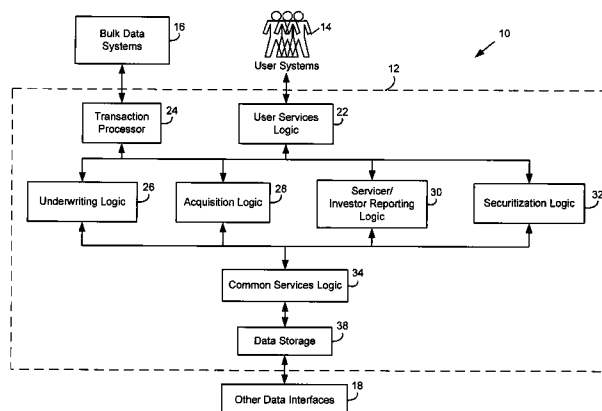 Bulk Data
Systems
16
14
User Systems
10
12
Transaction
Processor
24
User Services
Logic
22
Underwriting Logic
26
Acquisition Logic
28
Servicer/
Investor Reporting
Logic
30
Securitization Logic
32
Common Services Logic
34
Data Storage
38
Other Data Interfaces
18